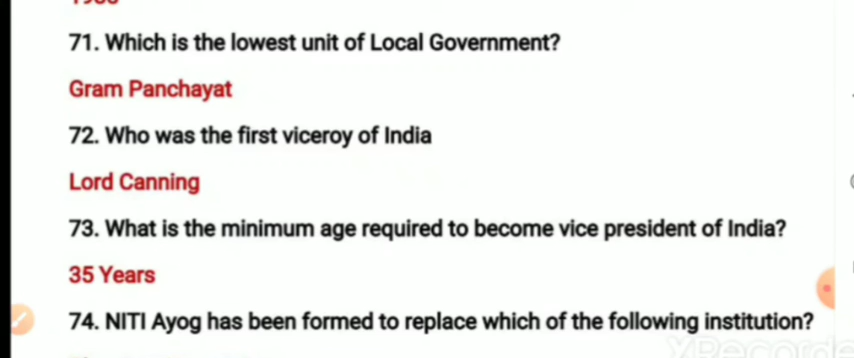 71. Which is the lowest unit of Local Government?
Gram Panchayat
72. Who was the first viceroy of India
Lord Canning
73. What is the minimum age required to become vice president of India?
35 Years
74. NITI Ayog has been formed to replace which of the following institution?